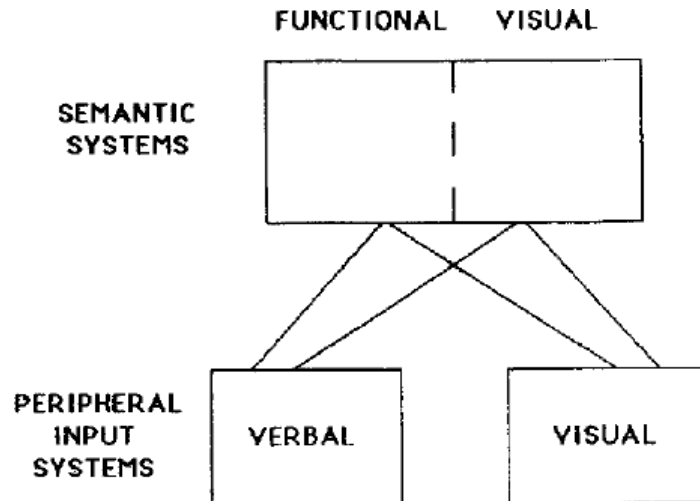 FUNCTIONAL VISUAL
SEMANTIC
SYSTEMS
PERIPHERAL
INPUT
SYSTEMS
VERBAL
VISUAL